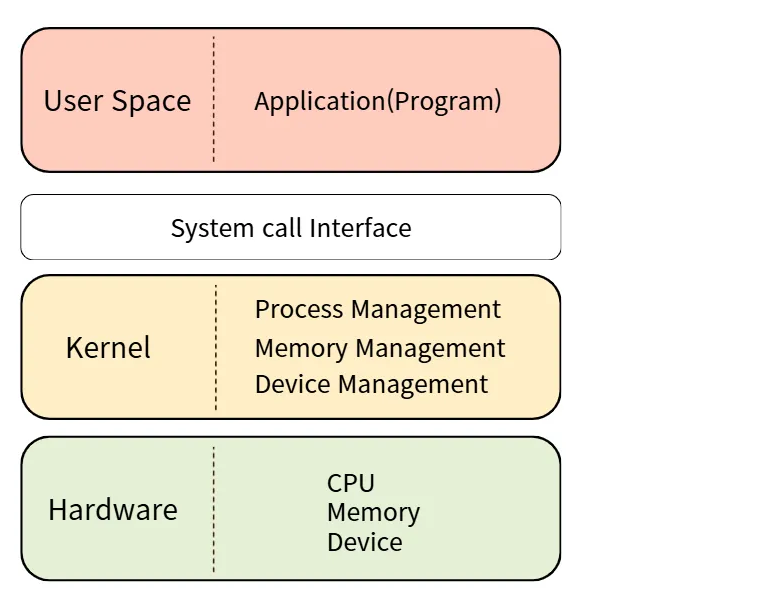 User Space
Application(Program)
System call Interface
Kernel
Process Management
Memory Management
Device Management
Hardware
CPU
Memory
Device